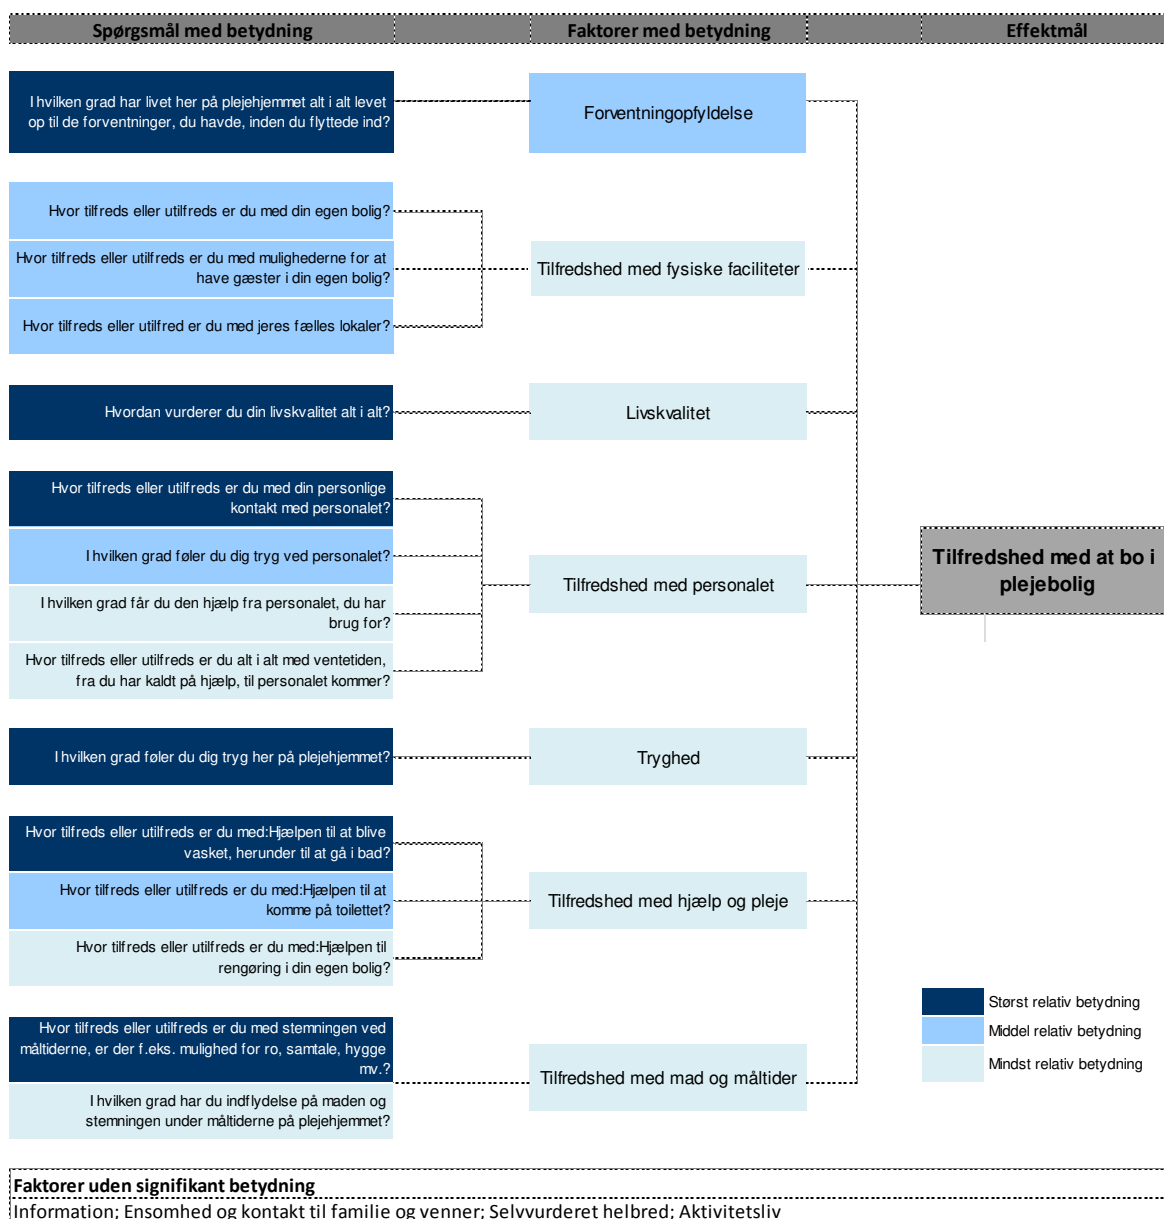 Spørgsmål med betydning
Faktorer med betydning
Effektmål
I hvilken grad har livet her på plejehjemmet alt i alt levet
op til de forventninger, du havde, inden du flyttede ind?
Forventningopfyldelse
Hvor tilfreds eller utilfreds er du med din egen bolig?
Hvor tilfreds eller utilfreds er du med mulighederne for at
have gæster i din egen bolig?
Hvor tilfreds eller utilfred er du med jeres fælles lokaler?
Tilfredshed med fysiske faciliteter
Hvordan vurderer du din livskvalitet alt i alt?
Livskvalitet
Hvor tilfreds eller utilfreds er du med din personlige
kontakt med personalet?
I hvilken grad føler du dig tryg ved personalet?
I hvilken grad får du den hjælp fra personalet, du har
brug for?
Hvor tilfreds eller utilfreds er du alt i alt med ventetiden,
fra du har kaldt på hjælp, til personalet kommer?
Tilfredshed med personalet
Tilfredshed med at bo i
plejebolig
I hvilken grad føler du dig tryg her på plejehjemmet?
Tryghed
Hvor tilfreds eller utilfreds er du med:Hjælpen til at blive
vasket, herunder til at gå i bad?
Hvor tilfreds eller utilfreds er du med:Hjælpen til at
komme på toilettet?
Hvor tilfreds eller utilfreds er du med:Hjælpen til
rengøring i din egen bolig?
Tilfredshed med hjælp og pleje
Hvor tilfreds eller utilfreds er du med stemningen ved
måltiderne, er der f.eks. mulighed for ro, samtale, hygge
mv.?
I hvilken grad har du indflydelse på maden og
stemningen under måltiderne på plejehjemmet?
Tilfredshed med mad og måltider
Størst relativ betydning
Middel relativ betydning
Mindst relativ betydning
Faktorer uden signifikant betydning
Information; Ensomhed og kontakt til familie og venner; Selvvurderet helbred; Aktivitetsliv